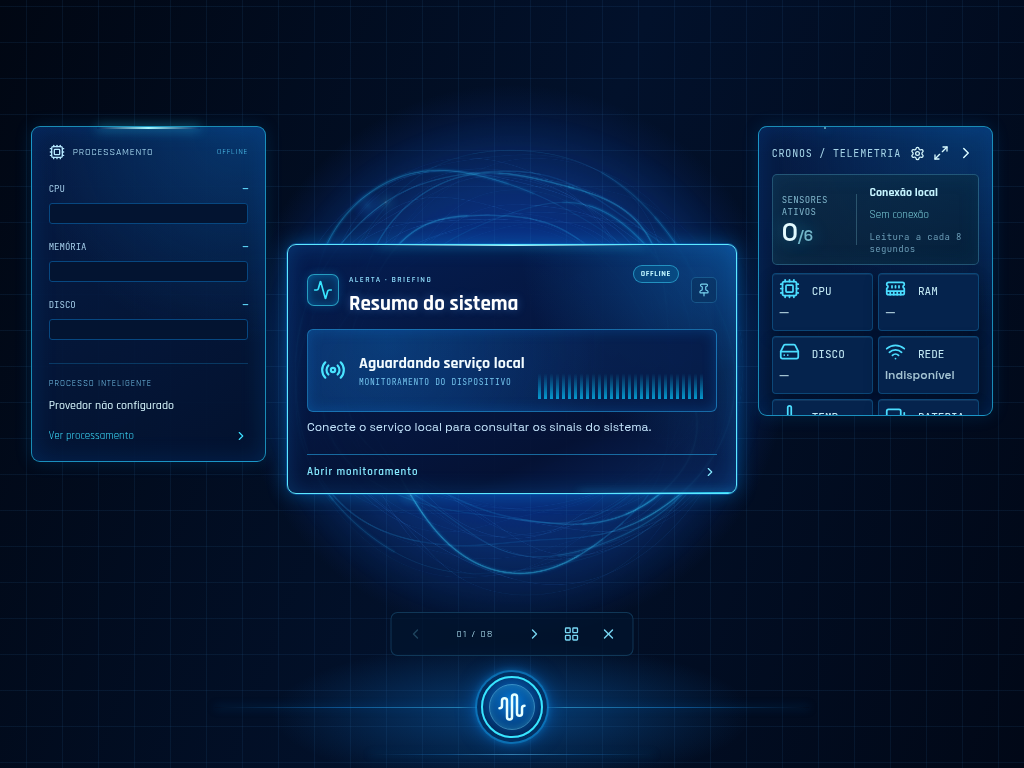 PROCESSAMENTO
OFFLINE
CPU
—
MEMÓRIA
—
DISCO
—
PROCESSO INTELIGENTE
Provedor não configurado
Ver processamento
ALERTA · BRIEFING
OFFLINE
Resumo do sistema
Aguardando serviço local
MONITORAMENTO DO DISPOSITIVO
Conecte o serviço local para consultar os sinais do sistema.
Abrir monitoramento
CRONOS / TELEMETRIA
SENSORES
ATIVOS
0/6
Conexão local
Sem conexão
Leitura a cada 8
segundos
CPU
—
RAM
—
DISCO
—
REDE
Indisponível
TEMP
BATERIA
01 / 08